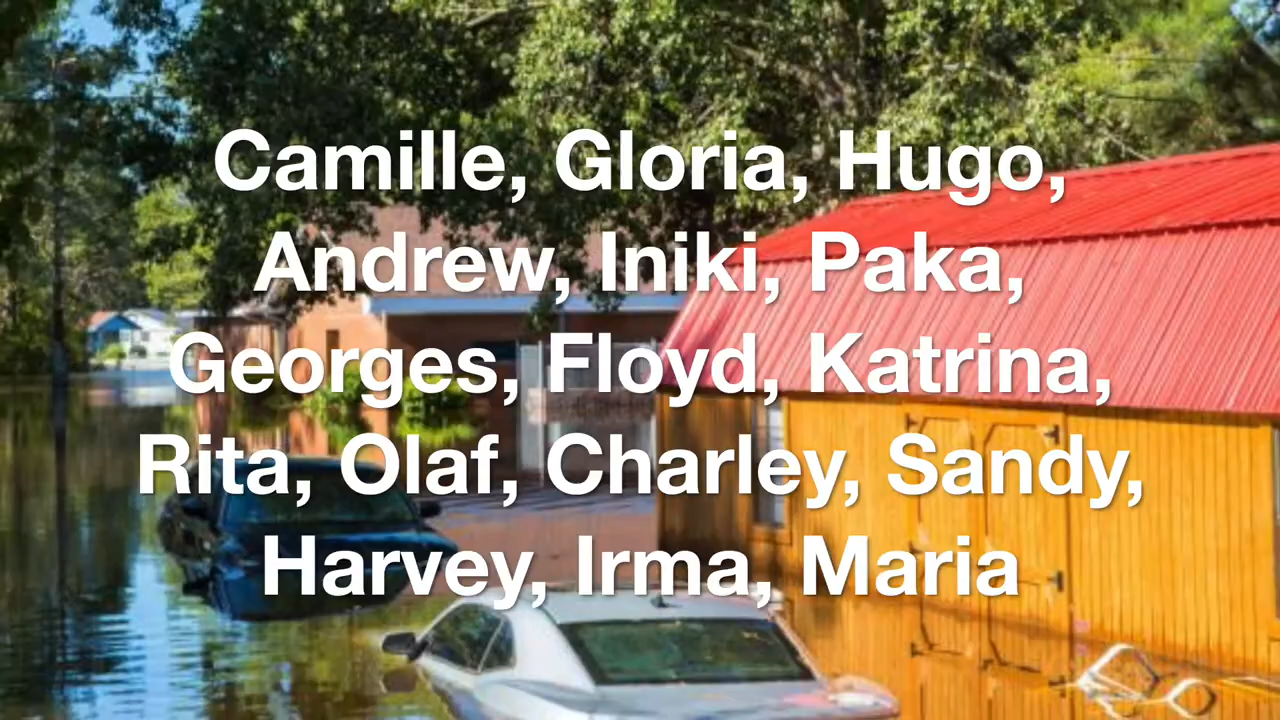 Camille, Gloria, Hugo,
Andrew, Iniki, Paka,
Georges, Floyd, Katrina,
Rita, Olaf, Charley, Sandy,
Harvey, Irma, Maria